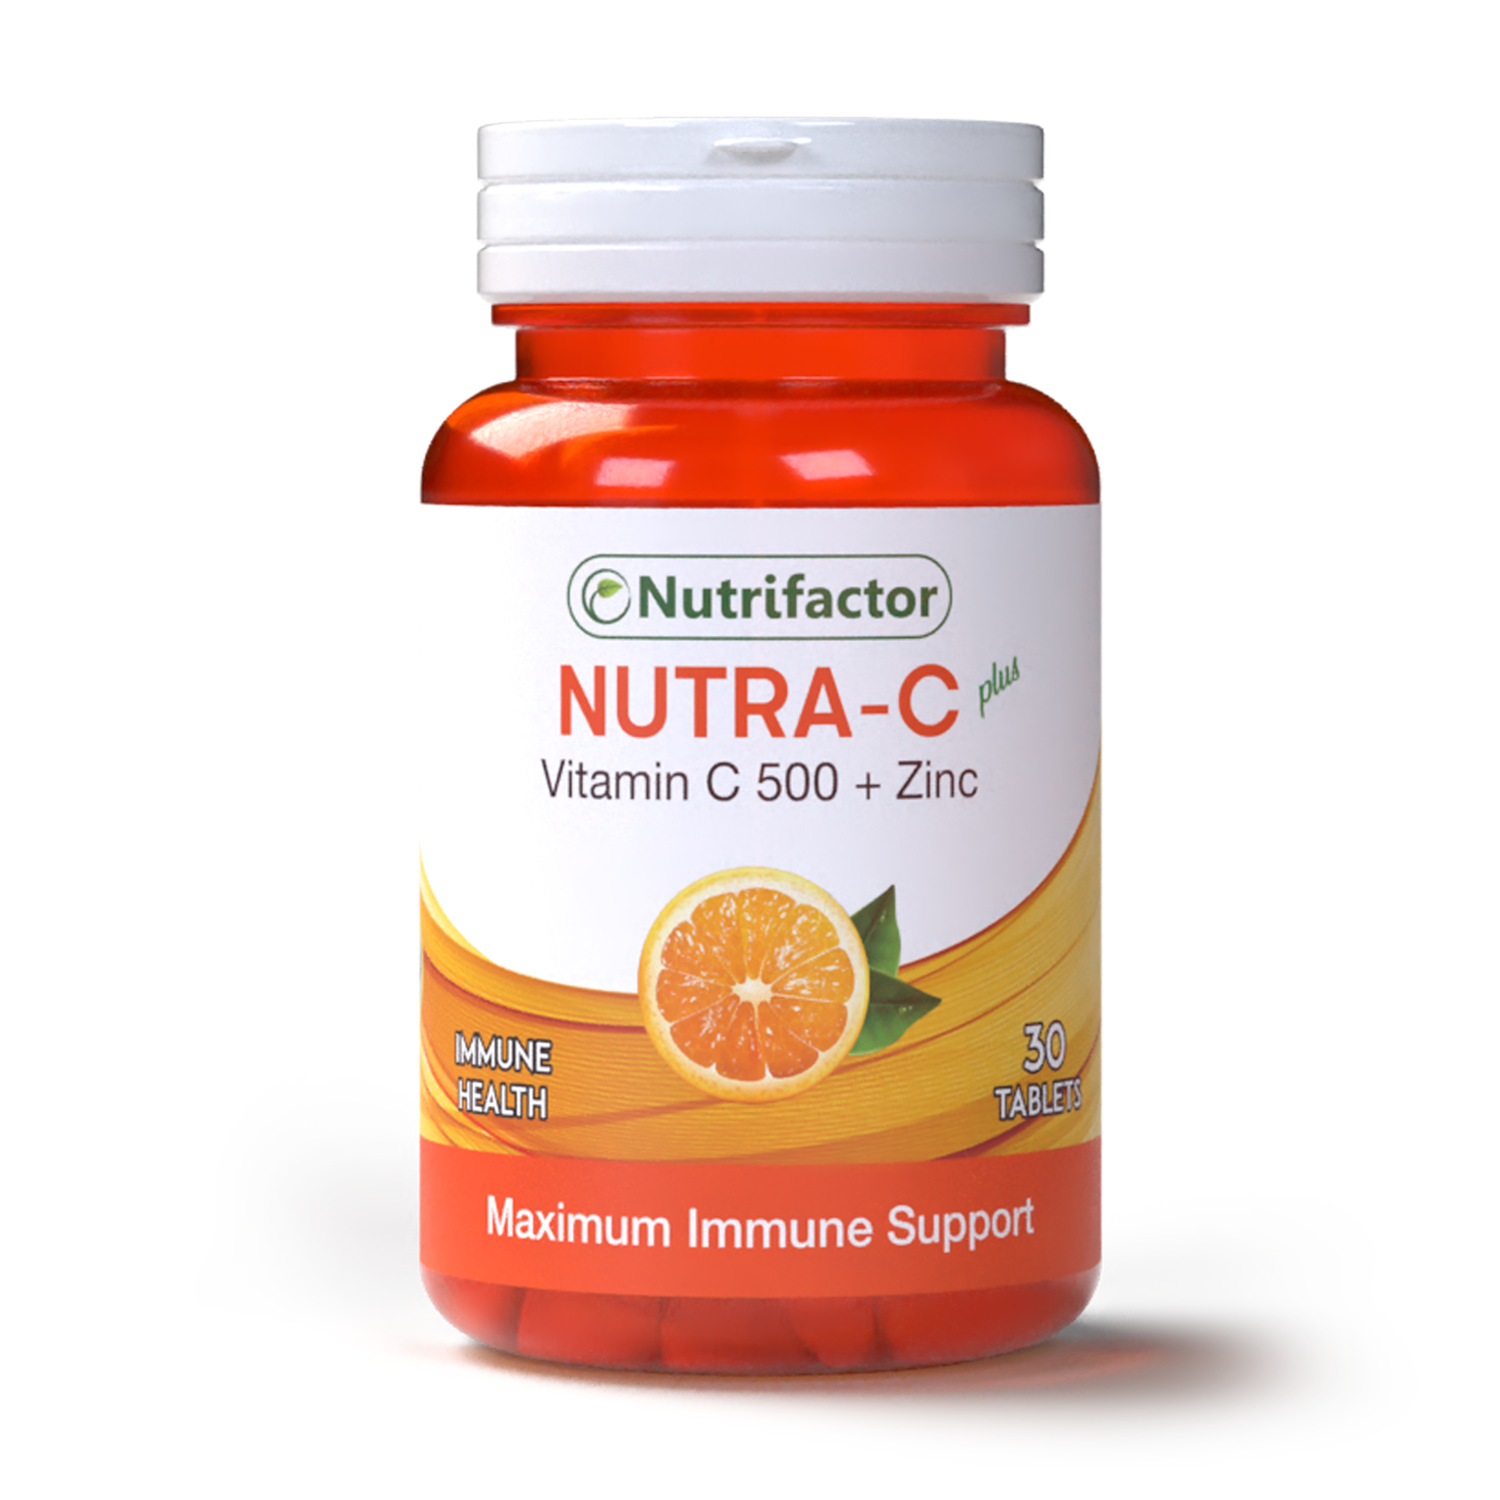 Nutrifactor
NUTRA-C plus
Vitamin C 500 + Zinc
IMMUNE
HEALTH
30
TABLETS
Maximum Immune Support